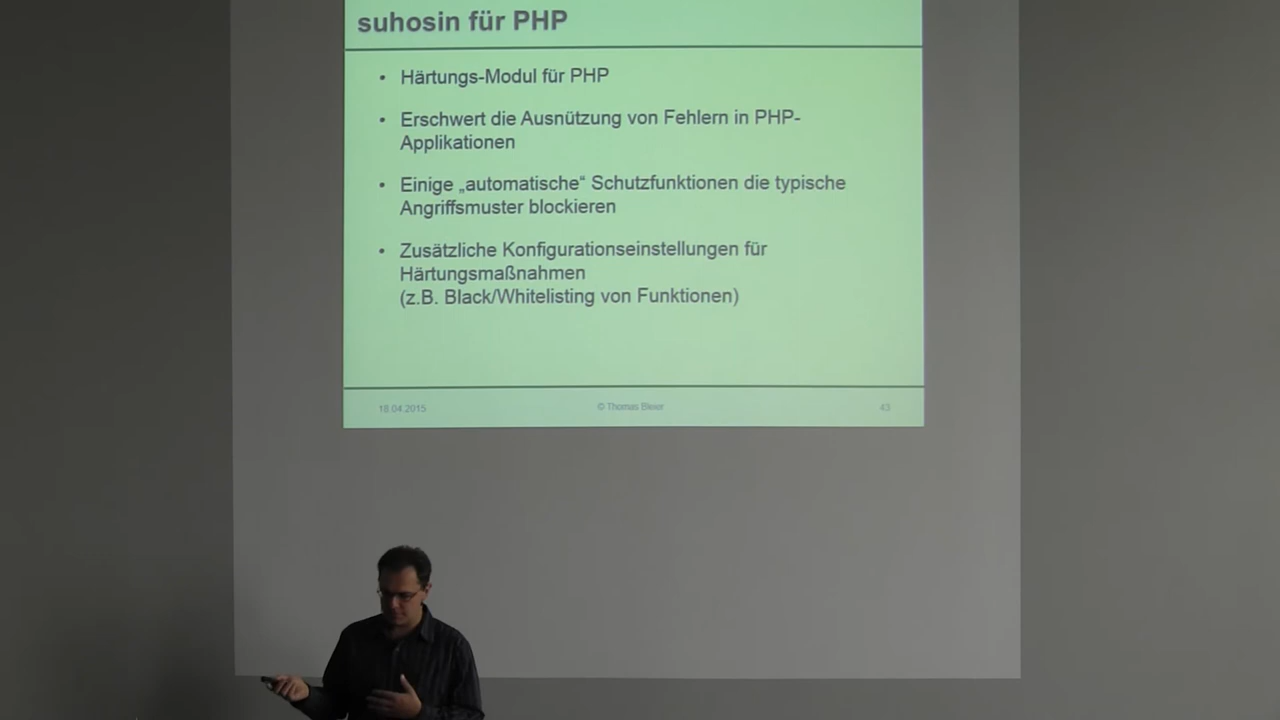 suhosin für PHP
• Härtungs-Modul für PHP
• Erschwert die Ausnützung von Fehlern in PHP-
Applikationen
• Einige „automatische“ Schutzfunktionen die typische
Angriffsmuster blockieren
• Zusätzliche Konfigurationseinstellungen für
Härtungsmaßnahmen
(z.B. Black/Whitelisting von Funktionen)
18.04.2015 © Thomas Bleier 43